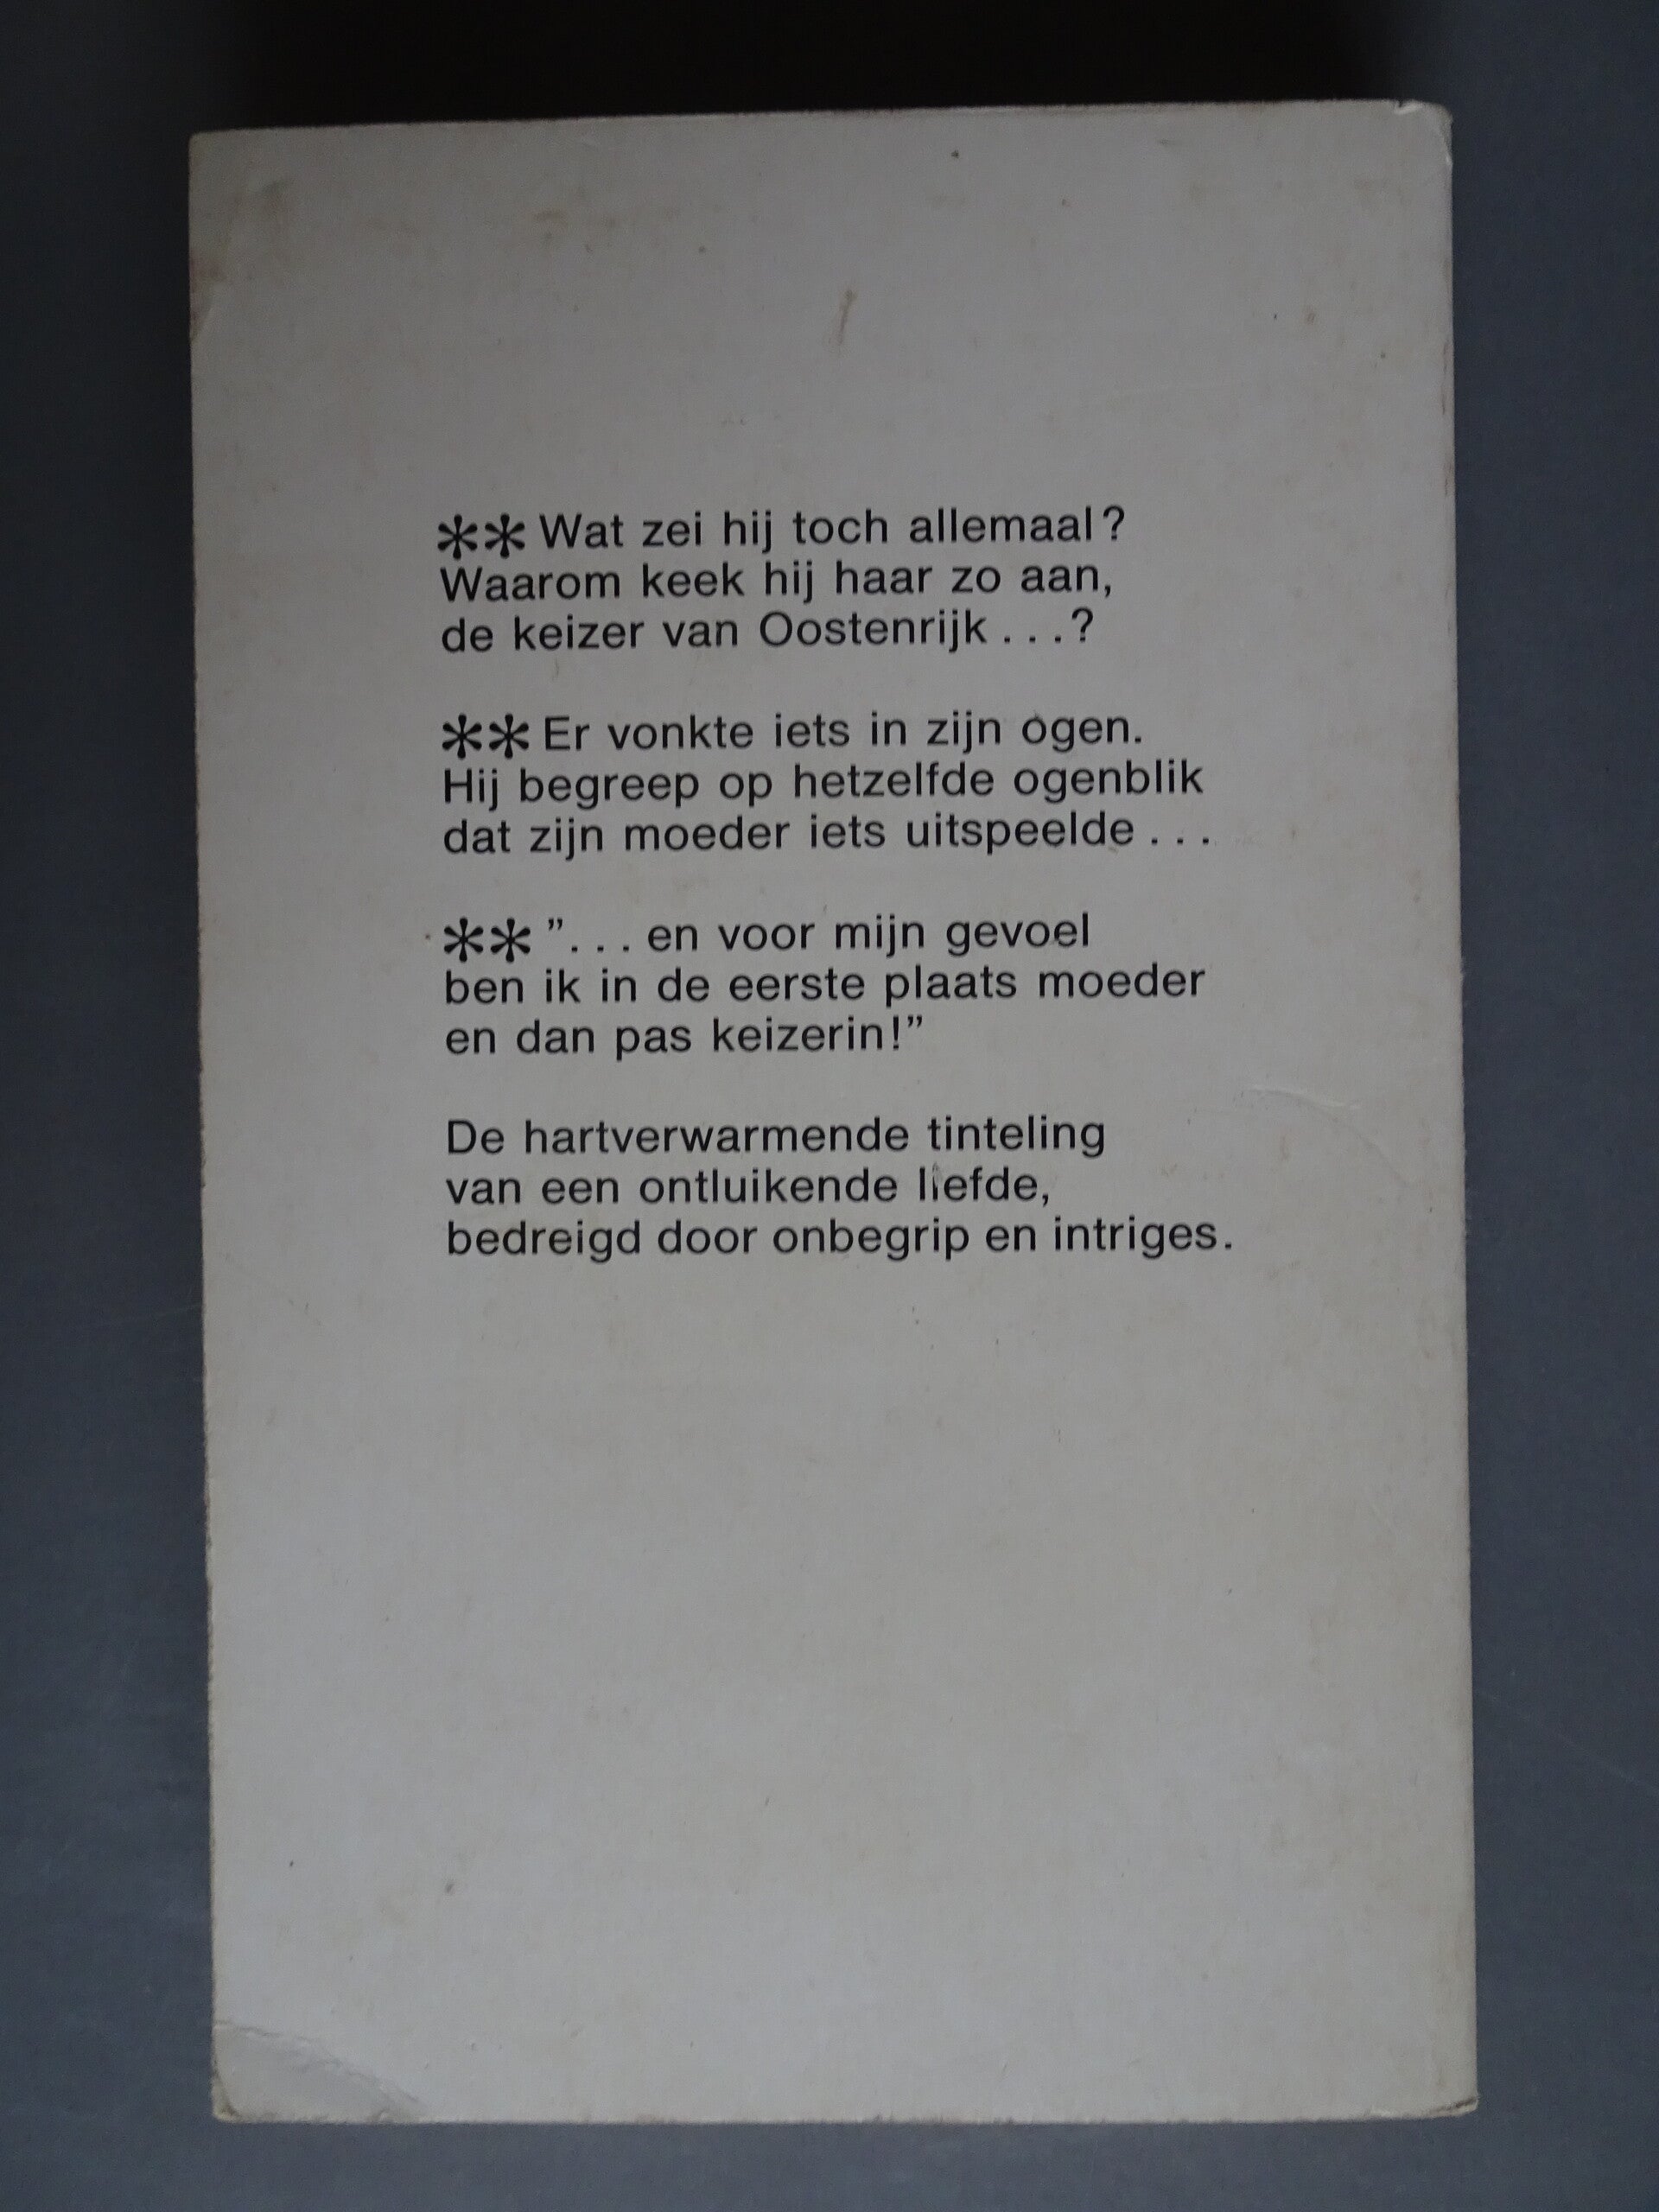 ** Wat zei hij toch allemaal?
Waarom keek hij haar zo aan,
de keizer van Oostenrijk . . . ?
** Er vonkte iets in zijn ogen.
Hij begreep op hetzelfde ogenblik
dat zijn moeder iets uitspeelde . . .
** ” . . . en voor mijn gevoel
ben ik in de eerste plaats moeder
en dan pas keizerin!”
De hartverwarmende tinteling
van een ontluikende liefde,
bedreigd door onbegrip en intriges.